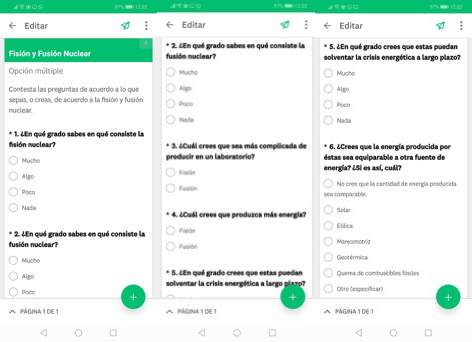 97% 12:02
← Editar
Fisión y Fusión Nuclear
Opción múltiple
Contesta las preguntas de acuerdo a lo que
sepas, o creas, de acuerdo a la fisión y fusión
nuclear.
* 1. ¿En qué grado sabes en qué consiste la
fisión nuclear?
Mucho
Algo
Poco
Nada
* 2. ¿En qué grado sabes en qué consiste la
fusión nuclear?
Mucho
Algo
Poco
PÁGINA 1 DE 1
97% 12:02
← Editar
* 2. ¿En qué grado sabes en qué consiste la
fusión nuclear?
Mucho
Algo
Poco
Nada
* 3. ¿Cuál crees que sea más complicada de
producir en un laboratorio?
Fisión
Fusión
* 4. ¿Cuál crees que produzca más energía?
Fisión
Fusión
* 5. ¿En qué grado crees que estas puedan
solventar la crisis energética a largo plazo?
PÁGINA 1 DE 1
97% 12:02
← Editar
* 5. ¿En qué grado crees que estas puedan
solventar la crisis energética a largo plazo?
Mucho
Algo
Poco
Nada
* 6. ¿Crees que la energía producida por
éstas sea equiparable a otra fuente de
energía? ¿Si es así, cuál?
No creo que la cantidad de energía producida
sea comparable.
Solar
Eólica
Mareomotriz
Geotérmica
Quema de combustibles fósiles
Otro (especificar)
PÁGINA 1 DE 1